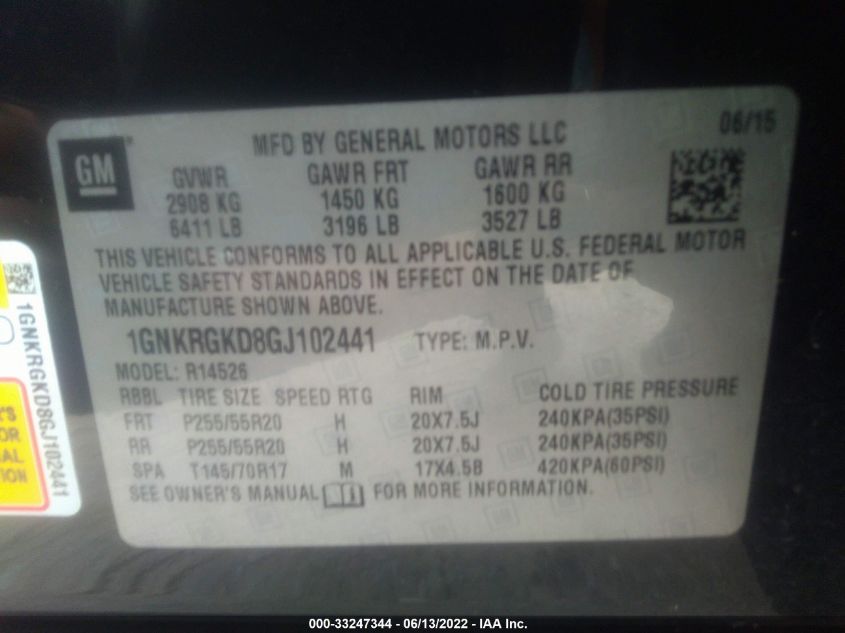 MFD BY GENERAL MOTORS LLC 06/15
GM
GVWR GAWR FRT GAWR RR
2908 KG 1450 KG 1600 KG
6411 LB 3196 LB 3527 LB
THIS VEHICLE CONFORMS TO ALL APPLICABLE U.S. FEDERAL MOTOR
VEHICLE SAFETY STANDARDS IN EFFECT ON THE DATE OF
MANUFACTURE SHOWN ABOVE.
1GNKRGKD8GJ102441 TYPE: M.P.V.
MODEL: R14526
RBBL TIRE SIZE SPEED RTG RIM COLD TIRE PRESSURE
FRT P255/55R20 H 20X7.5J 240KPA(35PSI)
RR P255/55R20 H 20X7.5J 240KPA(35PSI)
SPA T145/70R17 M 17X4.5B 420KPA(60PSI)
SEE OWNER'S MANUAL FOR MORE INFORMATION.
1GNKRGKD8GJ102441
000-33247344 - 06/13/2022 - IAA Inc.